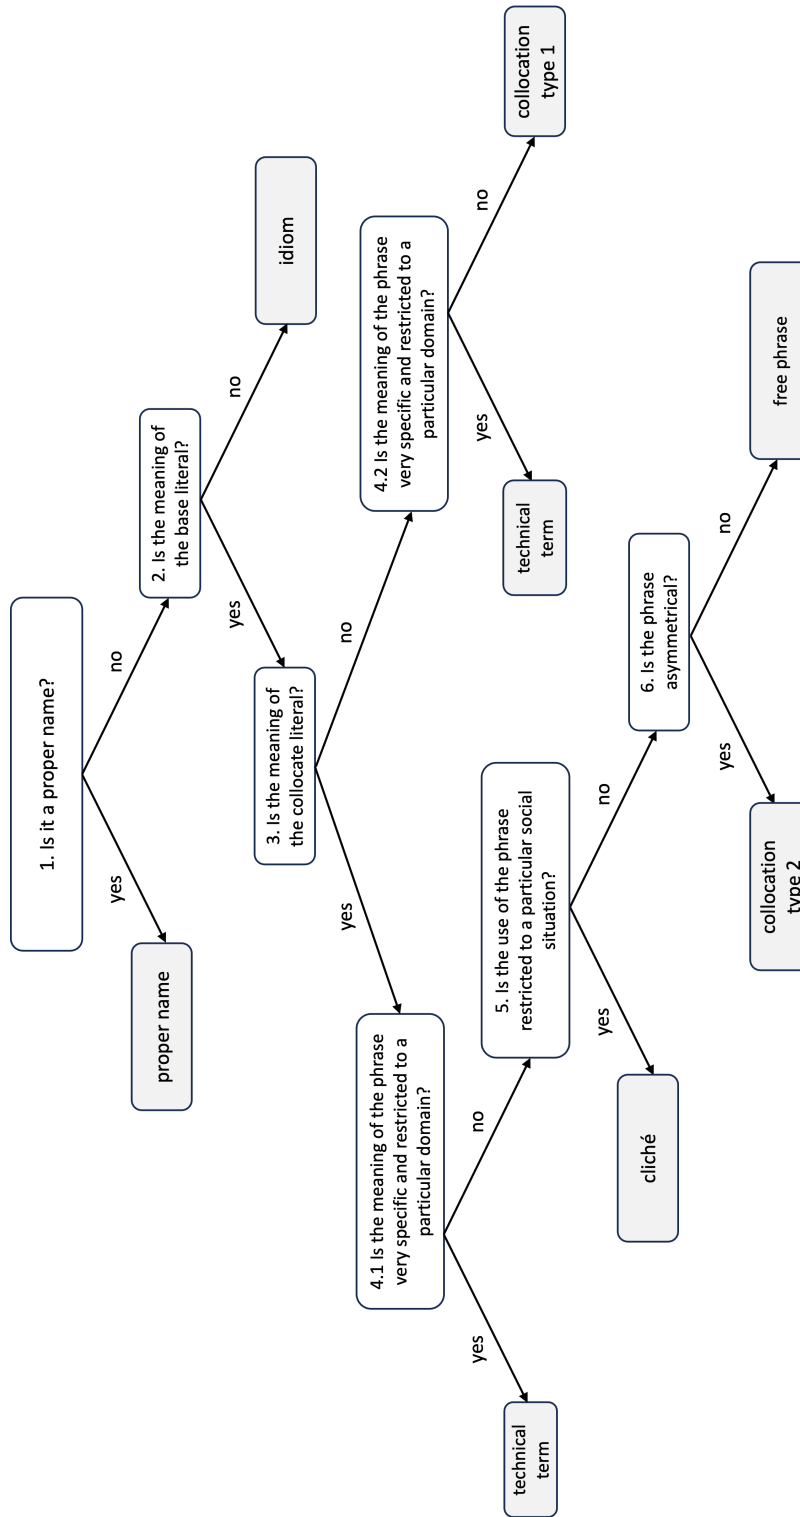 1. Is it a proper name?
yes
no
proper name
2. Is the meaning of
the base literal?
yes
no
3. Is the meaning of
the collocate literal?
idiom
yes
no
4.1 Is the meaning of the phrase
very specific and restricted to a
particular domain?
4.2 Is the meaning of the phrase
very specific and restricted to a
particular domain?
yes
no
yes
no
technical
term
5. Is the use of the phrase
restricted to a particular social
situation?
technical
term
collocation
type 1
yes
no
cliché
6. Is the phrase
asymmetrical?
yes
no
collocation
type 2
free phrase